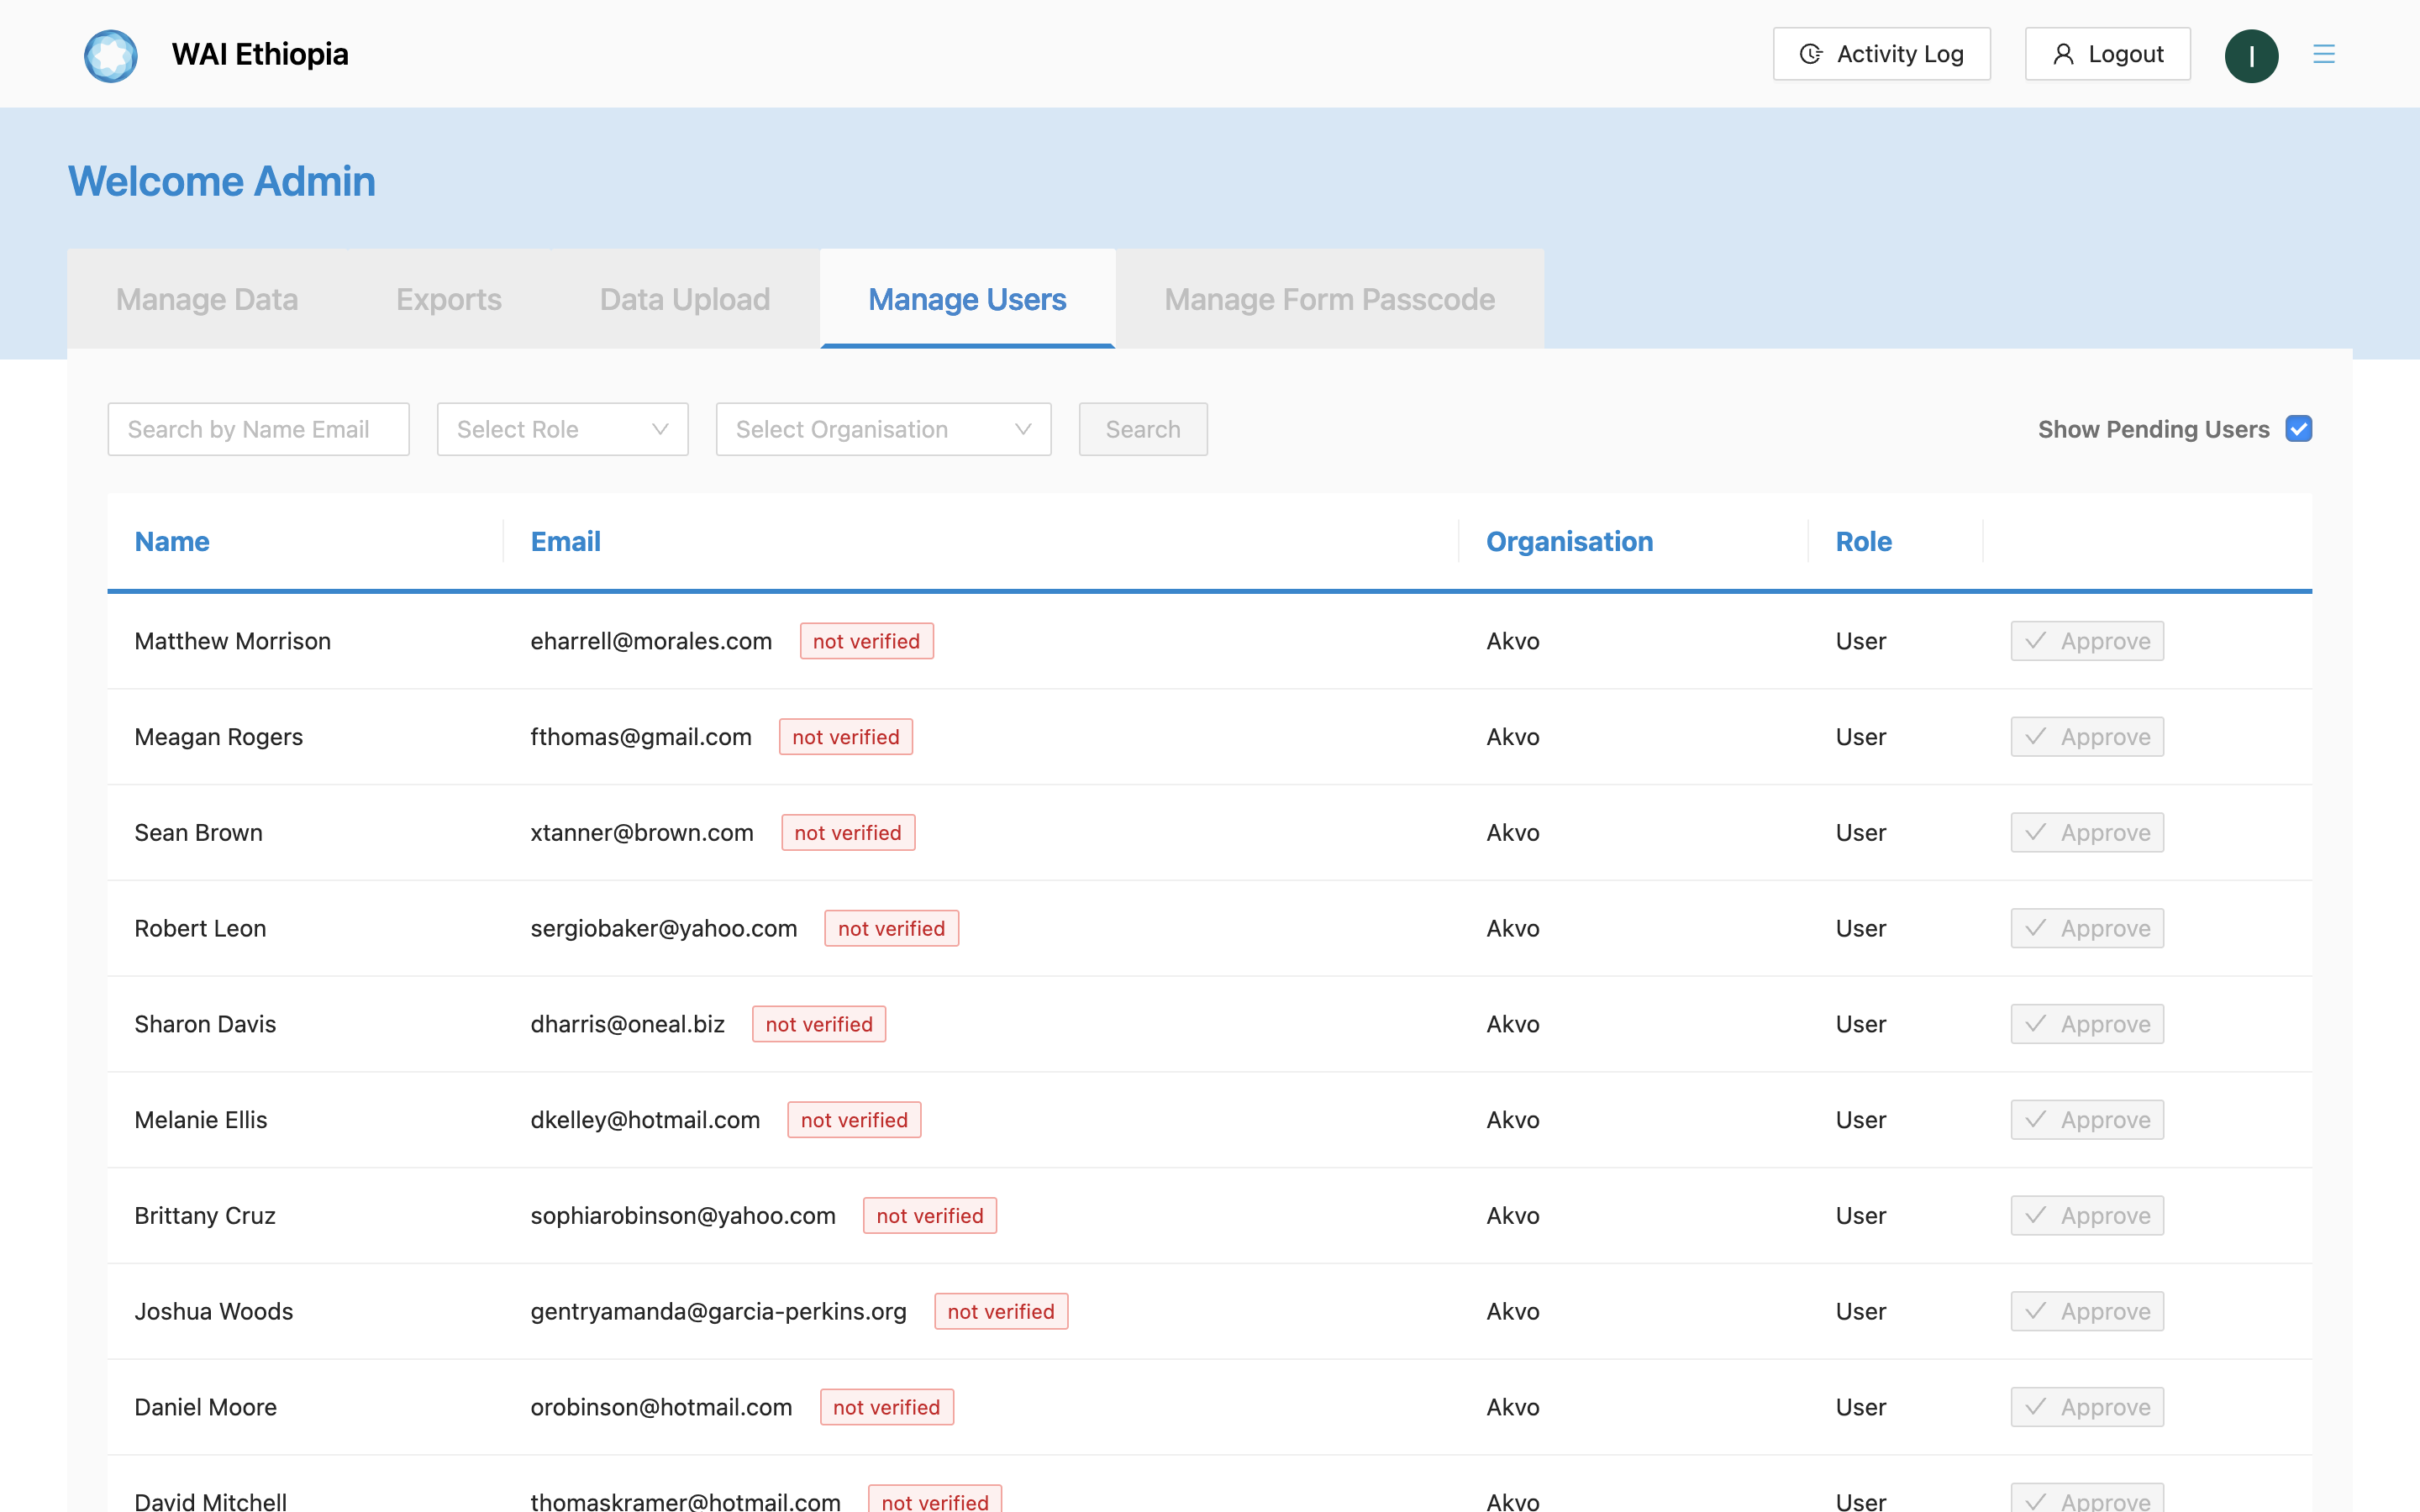 WAI Ethiopia
Activity Log
Logout
I
Welcome Admin
Manage Data
Exports
Data Upload
Manage Users
Manage Form Passcode
Search by Name Email
Select Role
Select Organisation
Search
Show Pending Users
Name Email Organisation Role
Matthew Morrison eharrell@morales.com not verified Akvo User Approve
Meagan Rogers fthomas@gmail.com not verified Akvo User Approve
Sean Brown xtanner@brown.com not verified Akvo User Approve
Robert Leon sergiobaker@yahoo.com not verified Akvo User Approve
Sharon Davis dharris@oneal.biz not verified Akvo User Approve
Melanie Ellis dkelley@hotmail.com not verified Akvo User Approve
Brittany Cruz sophiarobinson@yahoo.com not verified Akvo User Approve
Joshua Woods gentryamanda@garcia-perkins.org not verified Akvo User Approve
Daniel Moore orobinson@hotmail.com not verified Akvo User Approve
David Mitchell thomaskramer@hotmail.com not verified Akvo User Approve